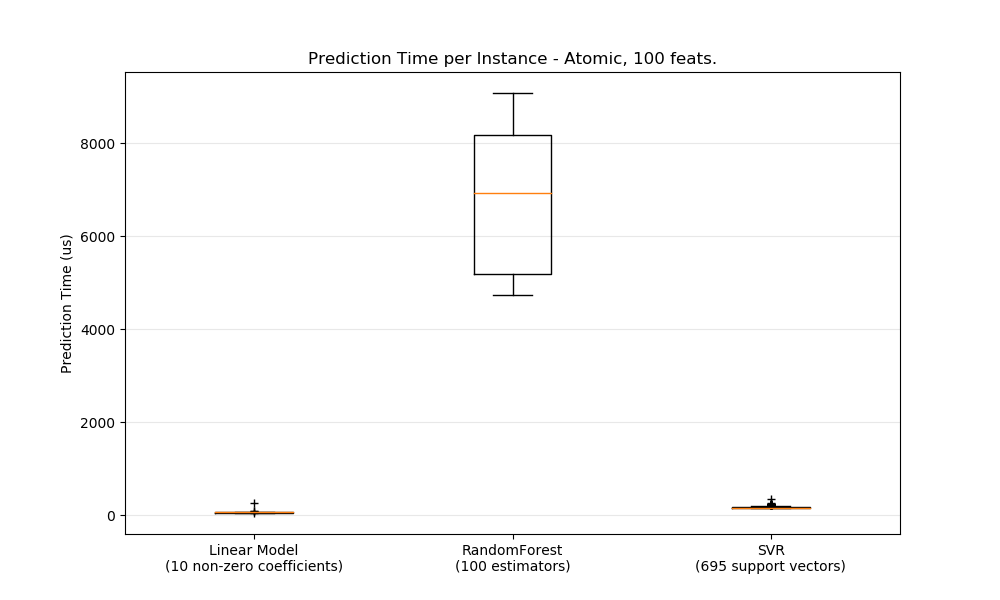 Prediction Time per Instance - Atomic, 100 feats.
Prediction Time (us)
8000
6000
4000
2000
0
Linear Model
(10 non-zero coefficients)
RandomForest
(100 estimators)
SVR
(695 support vectors)